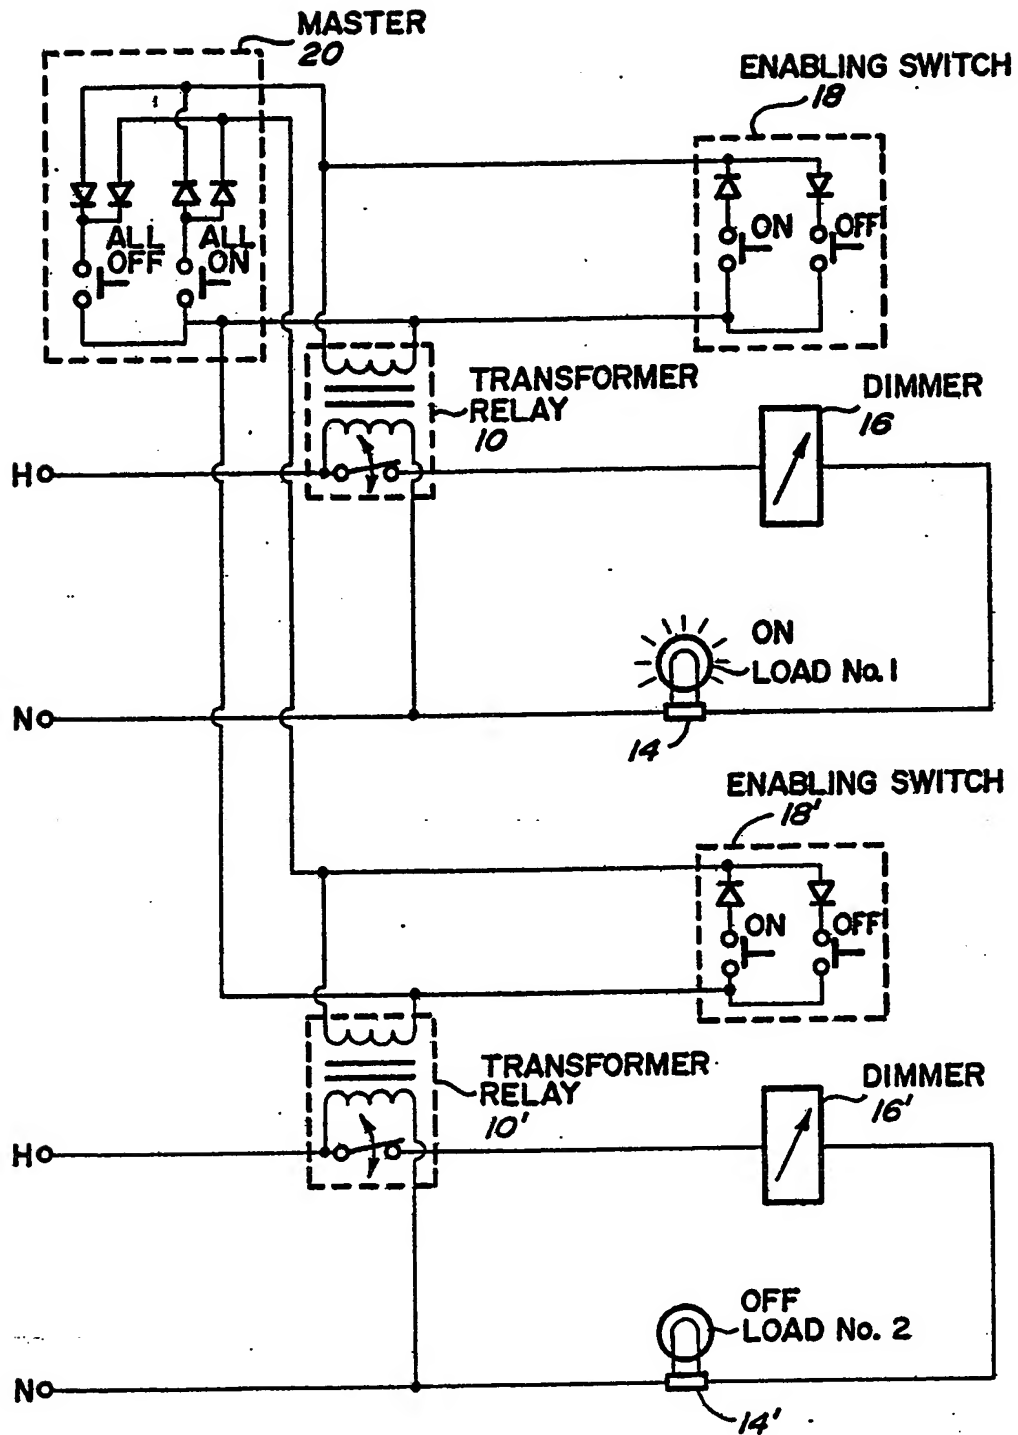 MASTER
20
ENABLING SWITCH
18
ALL
OFF
ALL
ON
ON
OFF
TRANSFORMER
RELAY
10
DIMMER
16
H
ON
LOAD No. 1
N
14
ENABLING SWITCH
18'
ON
OFF
TRANSFORMER
RELAY
10'
DIMMER
16'
H
OFF
LOAD No. 2
N
14'